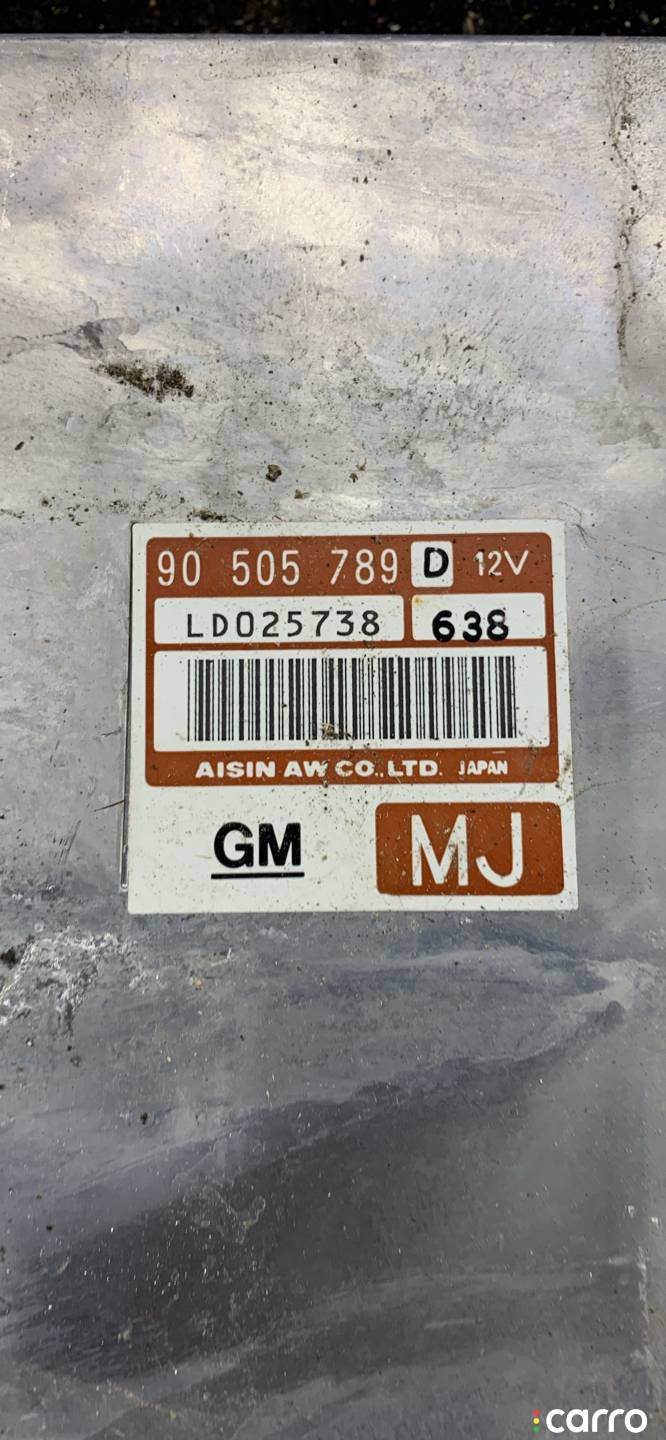 90 505 789 D 12V
LD025738 638
AISIN AW CO.,LTD. JAPAN
GM MJ
carro